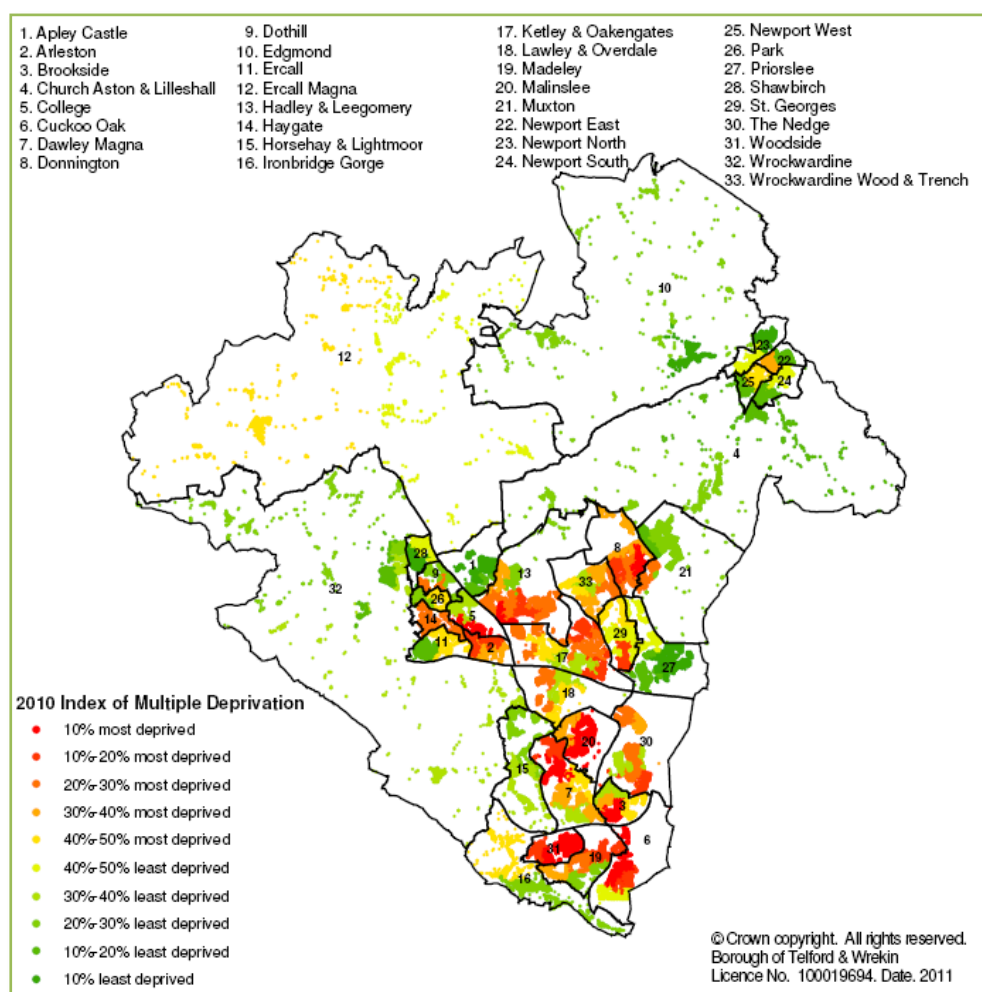 1. Apley Castle
2. Arleston
3. Brookside
4. Church Aston & Lilleshall
5. College
6. Cuckoo Oak
7. Dawley Magna
8. Donnington
9. Dothill
10. Edgmond
11. Ercall
12. Ercall Magna
13. Hadley & Leegomery
14. Haygate
15. Horsehay & Lightmoor
16. Ironbridge Gorge
17. Ketley & Oakengates
18. Lawley & Overdale
19. Madeley
20. Malinslee
21. Muxton
22. Newport East
23. Newport North
24. Newport South
25. Newport West
26. Park
27. Priorslee
28. Shawbirch
29. St. Georges
30. The Nedge
31. Woodside
32. Wrockwardine
33. Wrockwardine Wood & Trench
10
23
12
22
25
24
4
28
8
1
9
13
21
32
33
26
5
14
29
11
2
17
27
18
20
30
15
7
3
6
31
19
16
2010 Index of Multiple Deprivation
10% most deprived
10%-20% most deprived
20%-30% most deprived
30%-40% most deprived
40%-50% most deprived
40%-50% least deprived
30%-40% least deprived
20%-30% least deprived
10%-20% least deprived
10% least deprived
© Crown copyright. All rights reserved.
Borough of Telford & Wrekin
Licence No. 100019694. Date. 2011